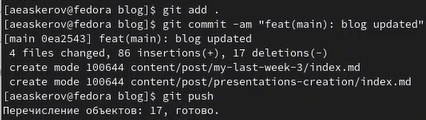 [aeaskerov@fedora blog]$ git add .
[aeaskerov@fedora blog]$ git commit -am "feat(main): blog updated"
[main 0ea2543] feat(main): blog updated
 4 files changed, 86 insertions(+), 17 deletions(-)
 create mode 100644 content/post/my-last-week-3/index.md
 create mode 100644 content/post/presentations-creation/index.md
[aeaskerov@fedora blog]$ git push
Перечисление объектов: 17, готово.